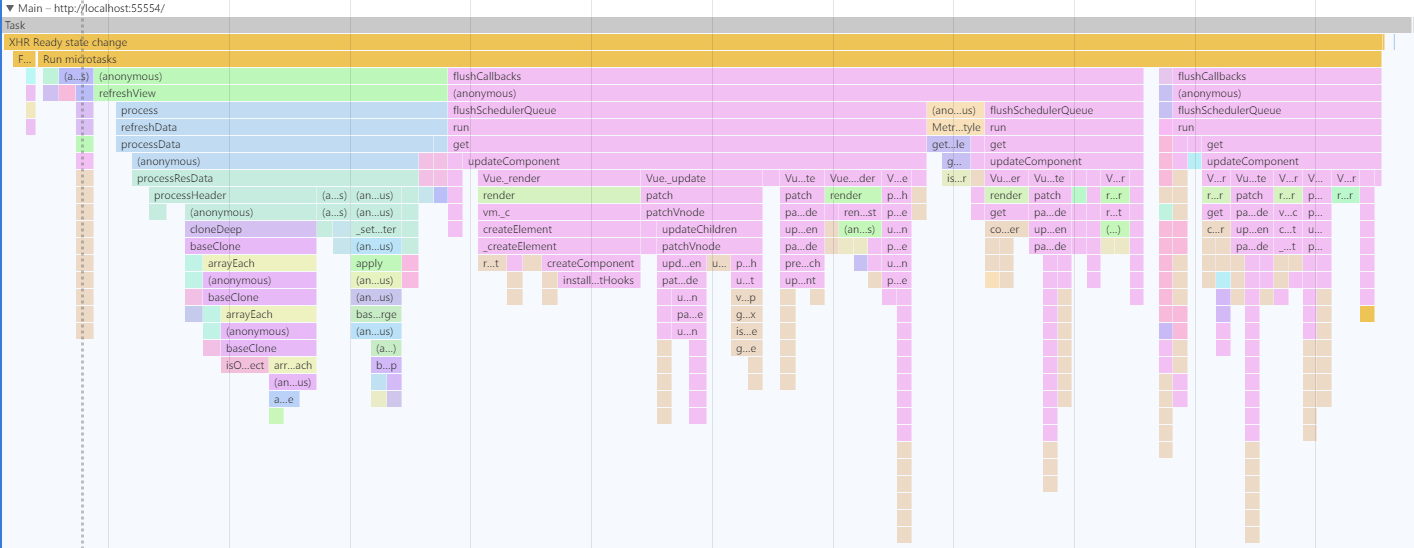 ▼ Main – http://localhost:55554/
Task
XHR Ready state change
F... Run microtasks
(a...s) (anonymous) flushCallbacks flushCallbacks
refreshView (anonymous) (anonymous)
process flushSchedulerQueue (ano...us) flushSchedulerQueue flushSchedulerQueue
refreshData run Metr...tyle run run
processData get get...le get get
(anonymous) updateComponent g... updateComponent updateComponent
processResData Vue._render Vue._update Vu...te Vue...der V...e is...r Vu...er Vu...te V...r V...r Vu...te V...r V...r
processHeader (a...s) (an...us) render patch patch render p...h render patch r...r r...r patch r...r p... r...r
(anonymous) (a...s) (an...us) vm._c patchVnode pa...de ren...st p...e get pa...de r...t get pa...de v...c p...
cloneDeep _set...ter createElement updateChildren up...en (an...s) u...n co...er up...en (...) c...r up...en c...t u...
baseClone (an...us) _createElement patchVnode pa...de p...e pa...de pa...de _...t p...
arrayEach apply r...t createComponent upd...en u... p...h pre...ch u...n
(anonymous) (an...us) install...tHooks pat...de u...t up...nt p...e
baseClone (an...us) u...n v...p
arrayEach bas...rge pa...e g...x
(anonymous) (an...us) u...n is...e
baseClone (a...) g...e
isO...ect arr...ach b...p
(an...us)
a...e